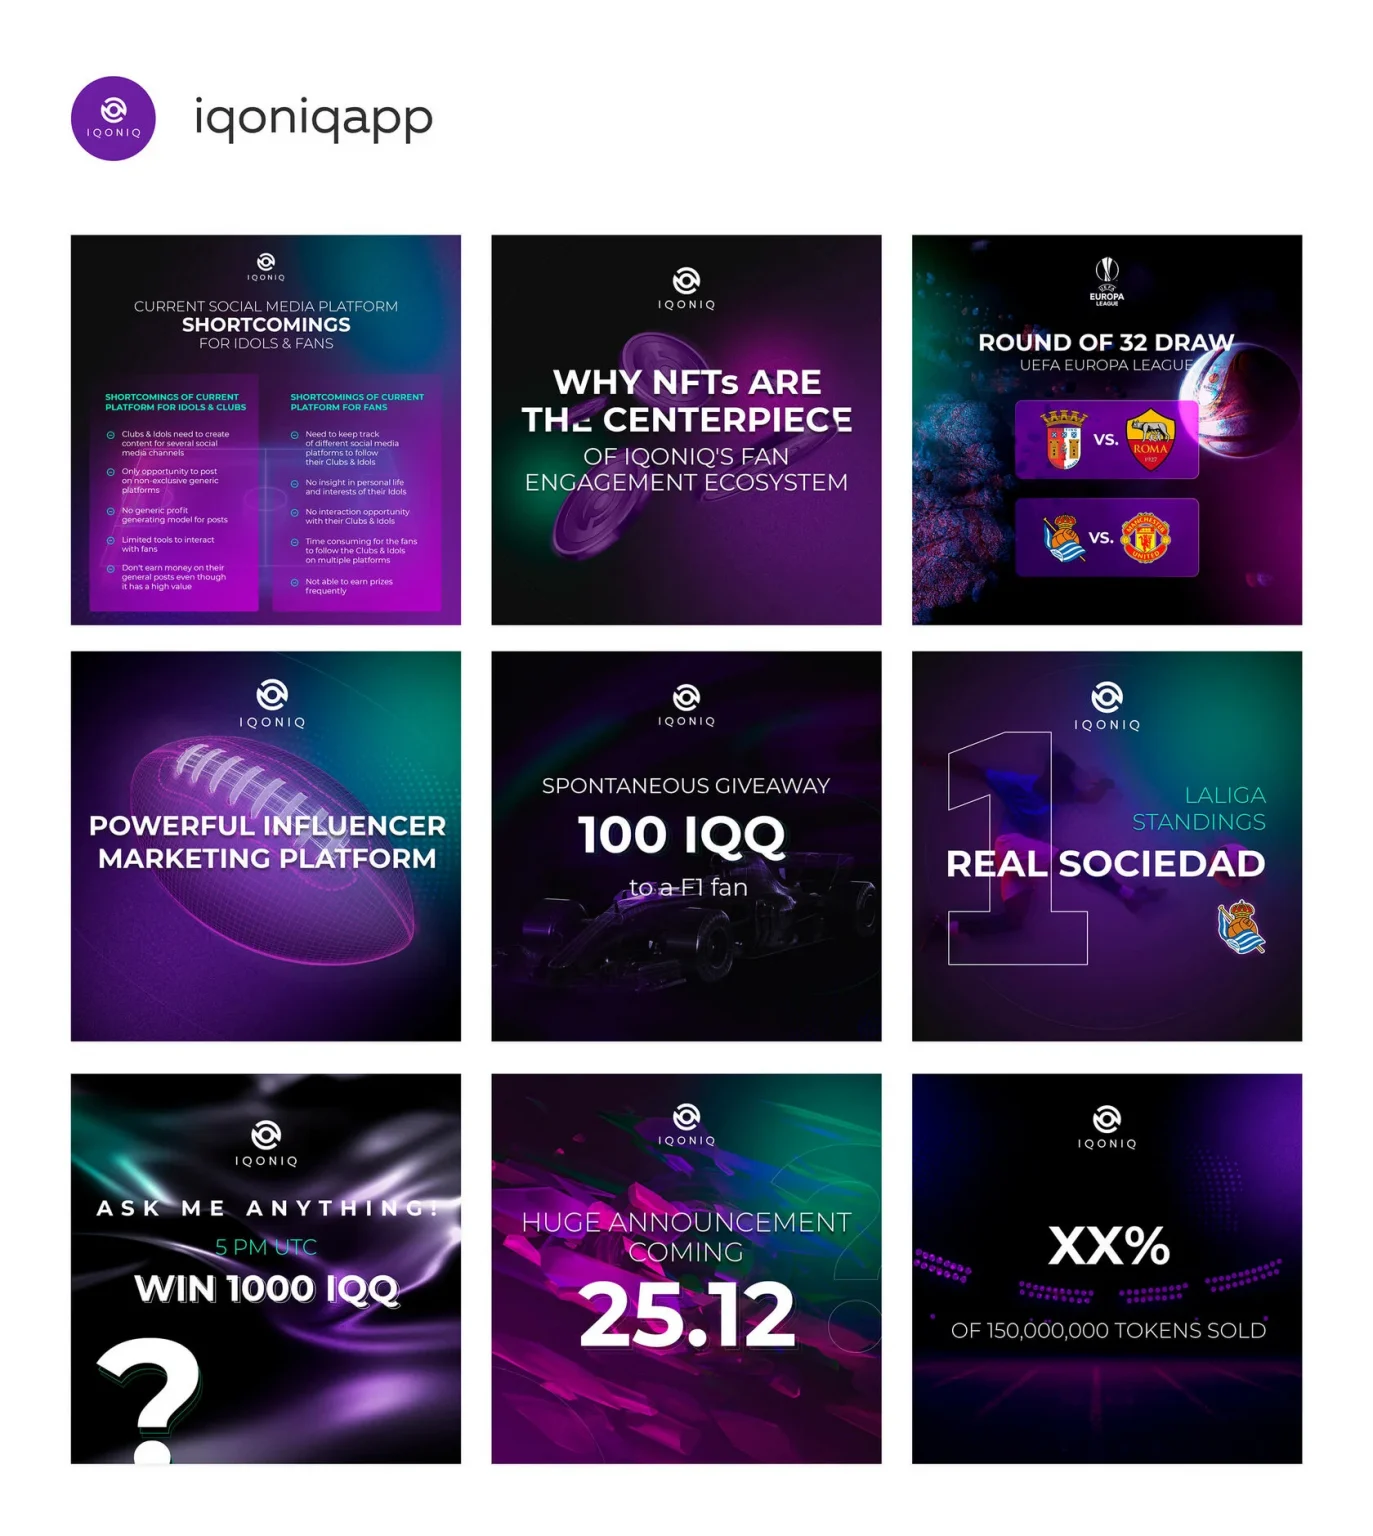 IQONIQ
iqoniqapp
IQONIQ
CURRENT SOCIAL MEDIA PLATFORM
SHORTCOMINGS
FOR IDOLS & FANS
SHORTCOMINGS OF CURRENT
PLATFORM FOR IDOLS & CLUBS
Clubs & Idols need to create
content for several social
media channels
Only opportunity to post
on non-exclusive generic
platforms
No generic profit
generating model for posts
Limited tools to interact
with fans
Don't earn money on their
general posts even though
it has a high value
SHORTCOMINGS OF CURRENT
PLATFORM FOR FANS
Need to keep track
of different social media
platforms to follow
their Clubs & Idols
No insight in personal life
and interests of their Idols
No interaction opportunity
with their Clubs & Idols
Time consuming for the fans
to follow the Clubs & Idols
on multiple platforms
Not able to earn prizes
frequently
IQONIQ
WHY NFTs ARE
THE CENTERPIECE
OF IQONIQ'S FAN
ENGAGEMENT ECOSYSTEM
UEFA
EUROPA
LEAGUE
ROUND OF 32 DRAW
UEFA EUROPA LEAGUE
VS.
ROMA
1927
VS.
MANCHESTER
UNITED
IQONIQ
POWERFUL INFLUENCER
MARKETING PLATFORM
IQONIQ
SPONTANEOUS GIVEAWAY
100 IQQ
to a F1 fan
IQONIQ
1
LALIGA
STANDINGS
REAL SOCIEDAD
IQONIQ
ASK ME ANYTHING!
5 PM UTC
WIN 1000 IQQ
?
IQONIQ
HUGE ANNOUNCEMENT
COMING
25.12
?
IQONIQ
XX%
OF 150,000,000 TOKENS SOLD